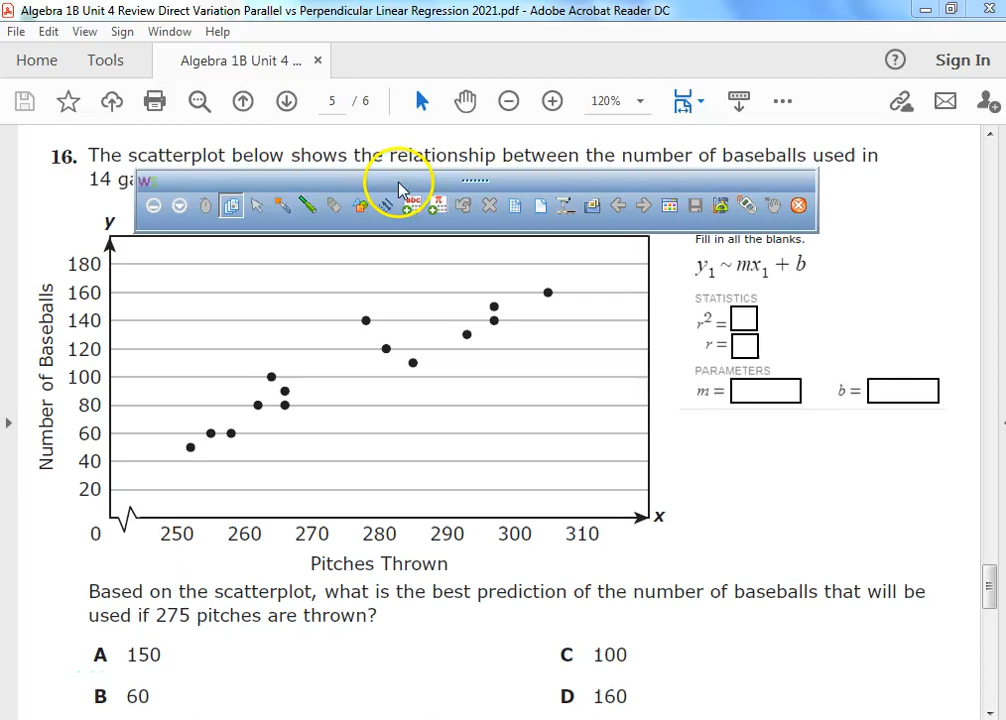 Algebra 1B Unit 4 Review Direct Variation Parallel vs Perpendicular Linear Regression 2021.pdf - Adobe Acrobat Reader DC
File Edit View Sign Window Help
Home Tools Algebra 1B Unit 4 ... × ? Sign In
5 / 6 120%
16. The scatterplot below shows the relationship between the number of baseballs used in
14 ga
y
Number of Baseballs
180
160
140
120
100
80
60
40
20
0 250 260 270 280 290 300 310 x
Pitches Thrown
Fill in all the blanks.
y₁ ~ mx₁ + b
STATISTICS
r² =
r =
PARAMETERS
m = b =
Based on the scatterplot, what is the best prediction of the number of baseballs that will be
used if 275 pitches are thrown?
A 150 C 100
B 60 D 160